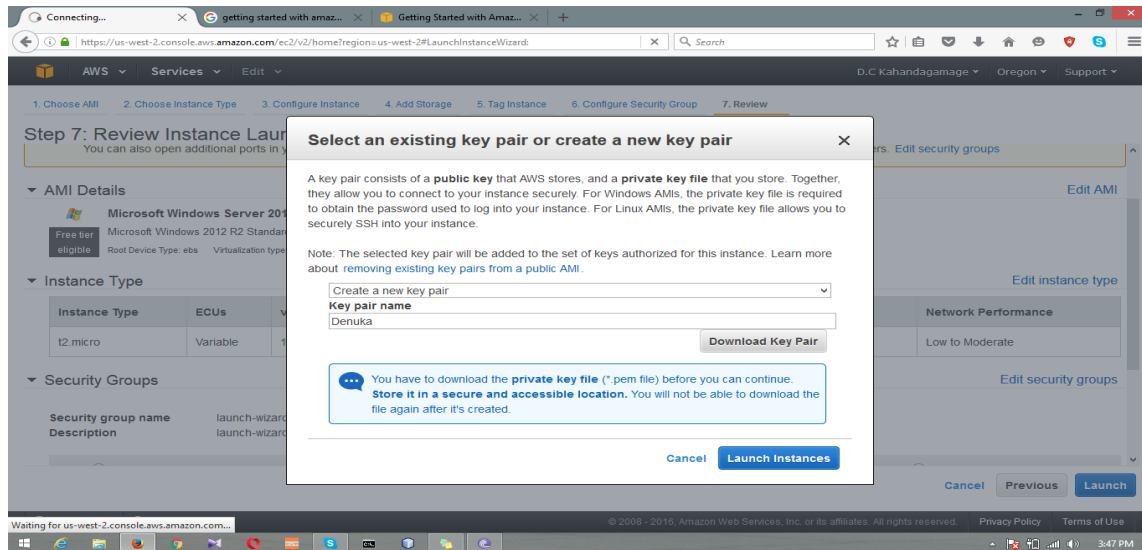 Connecting...
getting started with amaz...
Getting Started with Amaz...
https://us-west-2.console.aws.amazon.com/ec2/v2/home?region=us-west-2#LaunchInstanceWizard:
Search
AWS
Services
Edit
D.C Kahandagamage
Oregon
Support
1. Choose AMI
2. Choose Instance Type
3. Configure Instance
4. Add Storage
5. Tag Instance
6. Configure Security Group
7. Review
Step 7: Review Instance Laun
You can also open additional ports in y
ers. Edit security groups
Select an existing key pair or create a new key pair
A key pair consists of a public key that AWS stores, and a private key file that you store. Together,
they allow you to connect to your instance securely. For Windows AMIs, the private key file is required
to obtain the password used to log into your instance. For Linux AMIs, the private key file allows you to
securely SSH into your instance.
Note: The selected key pair will be added to the set of keys authorized for this instance. Learn more
about removing existing key pairs from a public AMI.
Create a new key pair
Key pair name
Denuka
Download Key Pair
You have to download the private key file (*.pem file) before you can continue.
Store it in a secure and accessible location. You will not be able to download the
file again after it's created.
Cancel
Launch Instances
AMI Details
Edit AMI
Microsoft Windows Server 201
Free tier
eligible
Microsoft Windows 2012 R2 Standar
Root Device Type: ebs
Virtualization type
Instance Type
Edit instance type
Instance Type
ECUs
Network Performance
t2.micro
Variable
1
Low to Moderate
Security Groups
Edit security groups
Security group name
launch-wizard
Description
launch-wizard
Cancel
Previous
Launch
Waiting for us-west-2.console.aws.amazon.com...
© 2008 - 2016, Amazon Web Services, Inc. or its affiliates. All rights reserved.
Privacy Policy
Terms of Use
3:47 PM